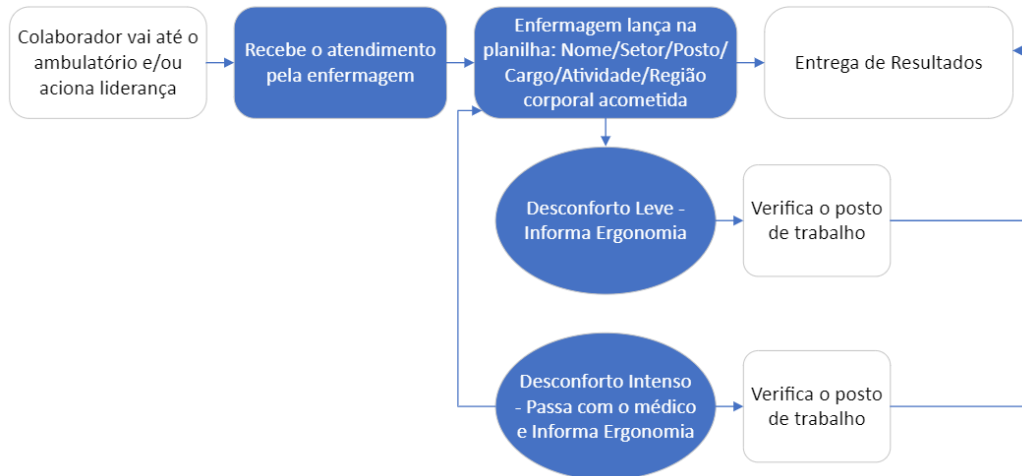 Colaborador vai até o
ambulatório e/ou
aciona liderança
Recebe o atendimento
pela enfermagem
Enfermagem lança na
planilha: Nome/Setor/Posto/
Cargo/Atividade/Região
corporal acometida
Entrega de Resultados
Desconforto Leve -
Informa Ergonomia
Verifica o posto
de trabalho
Desconforto Intenso
- Passa com o médico
e Informa Ergonomia
Verifica o posto
de trabalho